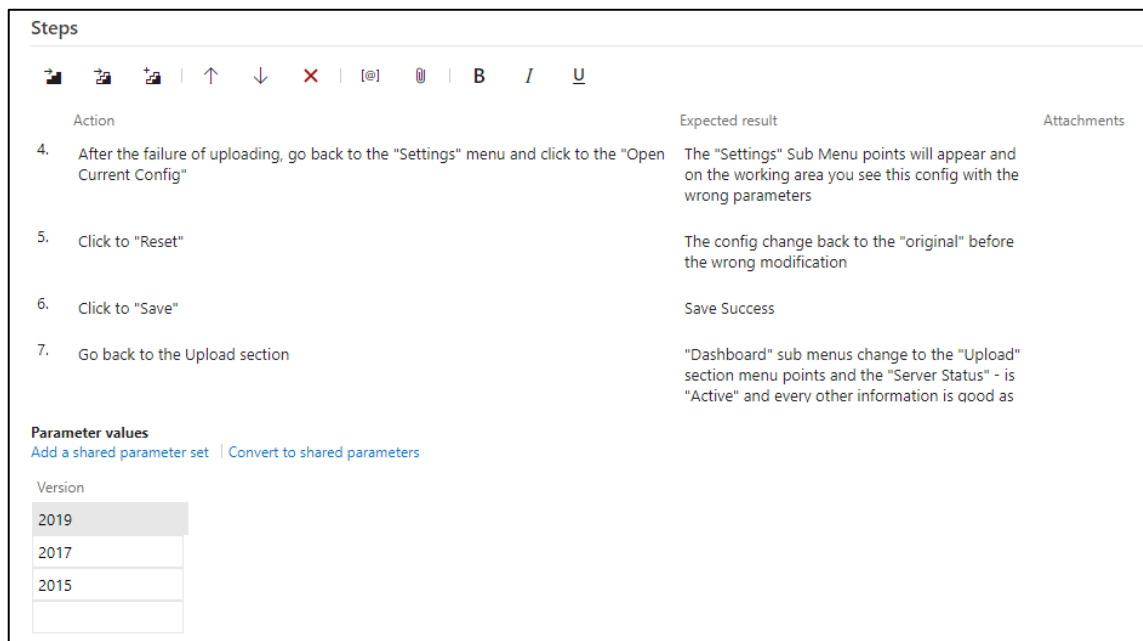 Steps
[@] B I U
Action Expected result Attachments
4. After the failure of uploading, go back to the "Settings" menu and click to the "Open
Current Config"
The "Settings" Sub Menu points will appear and
on the working area you see this config with the
wrong parameters
5. Click to "Reset"
The config change back to the "original" before
the wrong modification
6. Click to "Save"
Save Success
7. Go back to the Upload section
"Dashboard" sub menus change to the "Upload"
section menu points and the "Server Status" - is
"Active" and every other information is good as
Parameter values
Add a shared parameter set | Convert to shared parameters
Version
2019
2017
2015